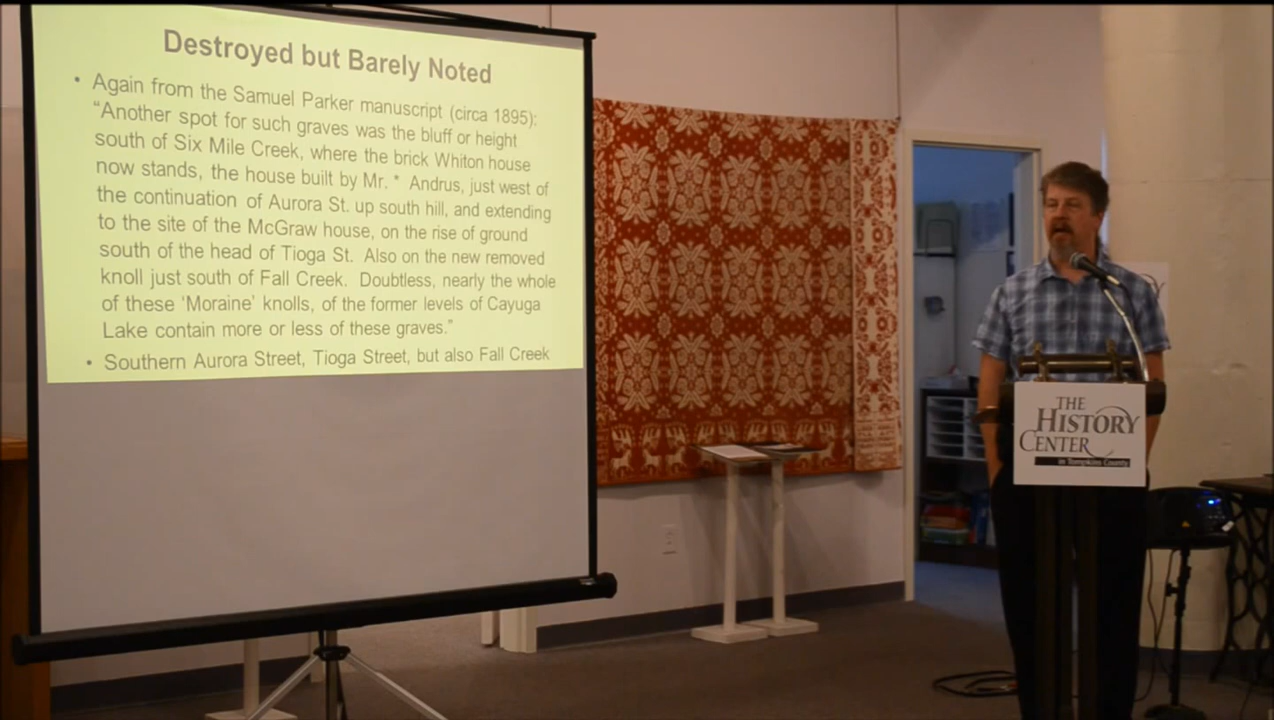 Destroyed but Barely Noted
• Again from the Samuel Parker manuscript (circa 1895):
“Another spot for such graves was the bluff or height
south of Six Mile Creek, where the brick Whiton house
now stands, the house built by Mr. * Andrus, just west of
the continuation of Aurora St. up south hill, and extending
to the site of the McGraw house, on the rise of ground
south of the head of Tioga St. Also on the new removed
knoll just south of Fall Creek. Doubtless, nearly the whole
of these ‘Moraine’ knolls, of the former levels of Cayuga
Lake contain more or less of these graves.”
• Southern Aurora Street, Tioga Street, but also Fall Creek
THE
HISTORY
CENTER
in Tompkins County